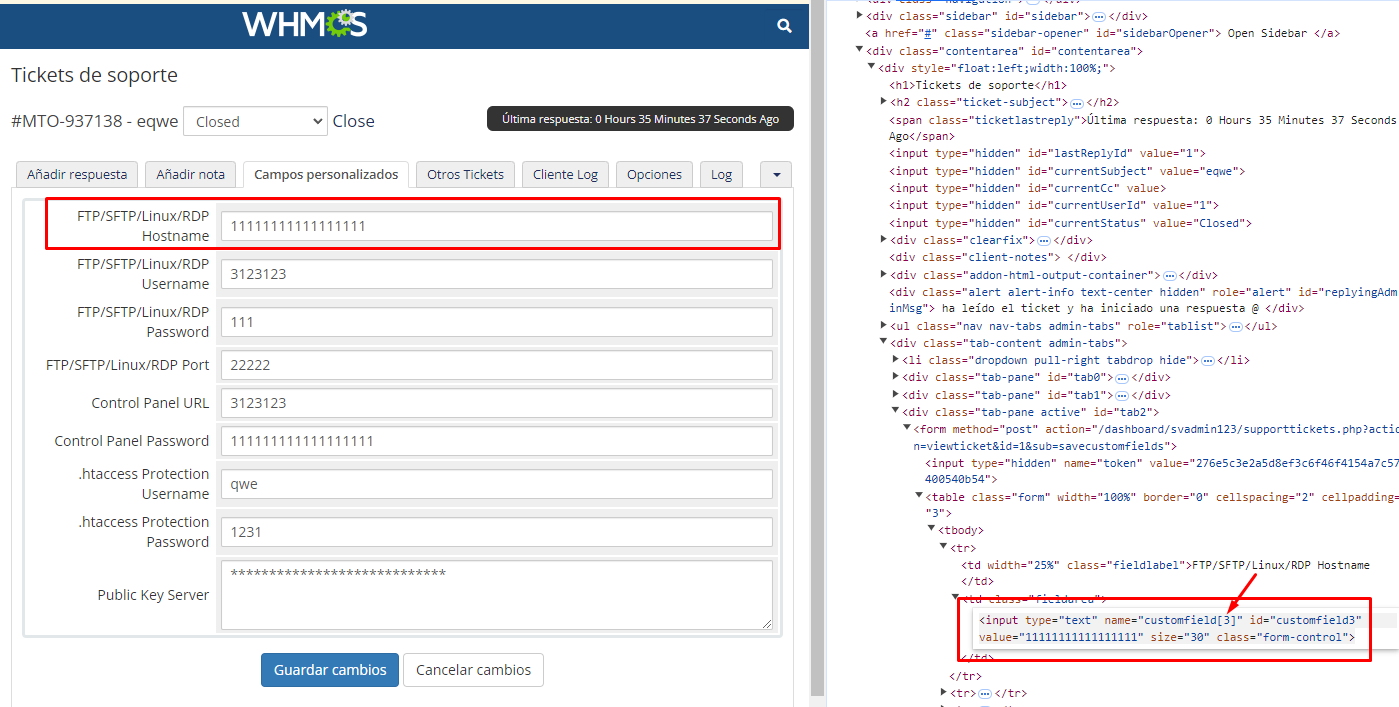 WHMCS
Tickets de soporte
#MTO-937138 - eqwe Closed Close
Última respuesta: 0 Hours 35 Minutes 37 Seconds Ago
Añadir respuesta Añadir nota Campos personalizados Otros Tickets Cliente Log Opciones Log
FTP/SFTP/Linux/RDP
Hostname
11111111111111111
FTP/SFTP/Linux/RDP
Username
3123123
FTP/SFTP/Linux/RDP
Password
111
FTP/SFTP/Linux/RDP Port 22222
Control Panel URL 3123123
Control Panel Password 111111111111111111
.htaccess Protection
Username
qwe
.htaccess Protection
Password
1231
Public Key Server
****************************
Guardar cambios Cancelar cambios
<div class="sidebar" id="sidebar"> … </div>
<a href="#" class="sidebar-opener" id="sidebarOpener"> Open Sidebar </a>
<div class="contentarea" id="contentarea">
<div style="float:left;width:100%;">
<h1>Tickets de soporte</h1>
<h2 class="ticket-subject"> … </h2>
<span class="ticketlastreply">Última respuesta: 0 Hours 35 Minutes 37 Seconds
Ago</span>
<input type="hidden" id="lastReplyId" value="1">
<input type="hidden" id="currentSubject" value="eqwe">
<input type="hidden" id="currentCc" value>
<input type="hidden" id="currentUserId" value="1">
<input type="hidden" id="currentStatus" value="Closed">
<div class="clearfix"> … </div>
<div class="client-notes"> </div>
<div class="addon-html-output-container"> … </div>
<div class="alert alert-info text-center hidden" role="alert" id="replyingAdm
inMsg"> ha leído el ticket y ha iniciado una respuesta @ </div>
<ul class="nav nav-tabs admin-tabs" role="tablist"> … </ul>
<div class="tab-content admin-tabs">
<li class="dropdown pull-right tabdrop hide"> … </li>
<div class="tab-pane" id="tab0"> … </div>
<div class="tab-pane" id="tab1"> … </div>
<div class="tab-pane active" id="tab2">
<form method="post" action="/dashboard/svadmin123/supporttickets.php?actio
n=viewticket&id=1&sub=savecustomfields">
<input type="hidden" name="token" value="276e5c3e2a5d8ef3c6f46f4154a7c57
400540b54">
<table class="form" width="100%" border="0" cellspacing="2" cellpadding=
"3">
<tbody>
<tr>
<td width="25%" class="fieldlabel">FTP/SFTP/Linux/RDP Hostname
</td>
<td class="fieldarea">
<input type="text" name="customfield[3]" id="customfield3"
value="11111111111111111" size="30" class="form-control">
</td>
</tr>
<tr> … </tr>